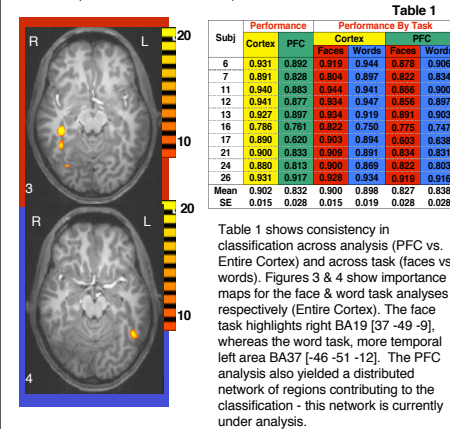 R L 20
10
3
R L 20
10
4
Table 1
Performance Performance By Task
Subj Cortex PFC Cortex PFC
Faces Words Faces Words
6 0.931 0.892 0.919 0.944 0.878 0.906
7 0.891 0.828 0.804 0.897 0.822 0.834
11 0.940 0.883 0.944 0.941 0.866 0.900
12 0.941 0.877 0.934 0.947 0.856 0.897
13 0.927 0.897 0.934 0.919 0.891 0.903
16 0.786 0.761 0.822 0.750 0.775 0.747
17 0.890 0.620 0.903 0.894 0.603 0.638
21 0.900 0.833 0.909 0.891 0.834 0.831
24 0.880 0.813 0.900 0.869 0.822 0.803
26 0.931 0.917 0.928 0.934 0.919 0.916
Mean 0.902 0.832 0.900 0.898 0.827 0.838
SE 0.015 0.028 0.015 0.019 0.028 0.028
Table 1 shows consistency in
classification across analysis (PFC vs.
Entire Cortex) and across task (faces vs
words). Figures 3 & 4 show importance
maps for the face & word task analyses
respectively (Entire Cortex). The face
task highlights right BA19 [37 -49 -9],
whereas the word task, more temporal
left area BA37 [-46 -51 -12]. The PFC
analysis also yielded a distributed
network of regions contributing to the
classification - this network is currently
under analysis.